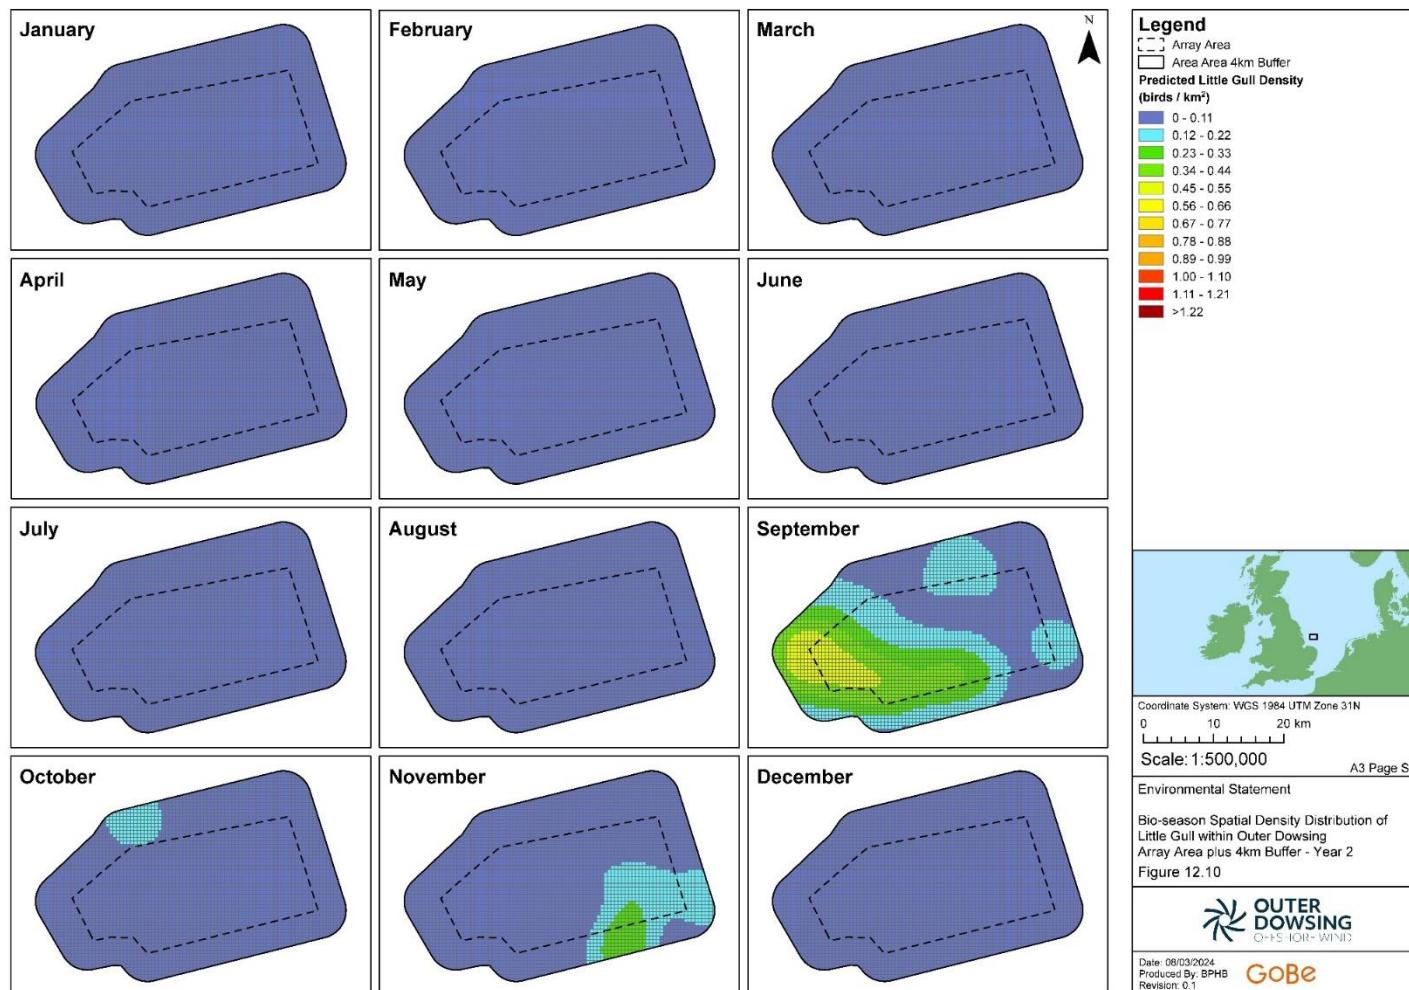 January
February
March
N
April
May
June
July
August
September
October
November
December
Legend
Array Area
Area Area 4km Buffer
Predicted Little Gull Density
(birds / km²)
0 - 0.11
0.12 - 0.22
0.23 - 0.33
0.34 - 0.44
0.45 - 0.55
0.56 - 0.66
0.67 - 0.77
0.78 - 0.88
0.89 - 0.99
1.00 - 1.10
1.11 - 1.21
>1.22
Coordinate System: WGS 1984 UTM Zone 31N
0 10 20 km
Scale: 1:500,000
A3 Page S
Environmental Statement
Bio-season Spatial Density Distribution of
Little Gull within Outer Dowsing
Array Area plus 4km Buffer - Year 2
Figure 12.10
OUTER
DOWSING
OFFSHORE WIND
Date: 08/03/2024
Produced By: BPHB
Revision: 0.1
GoBe